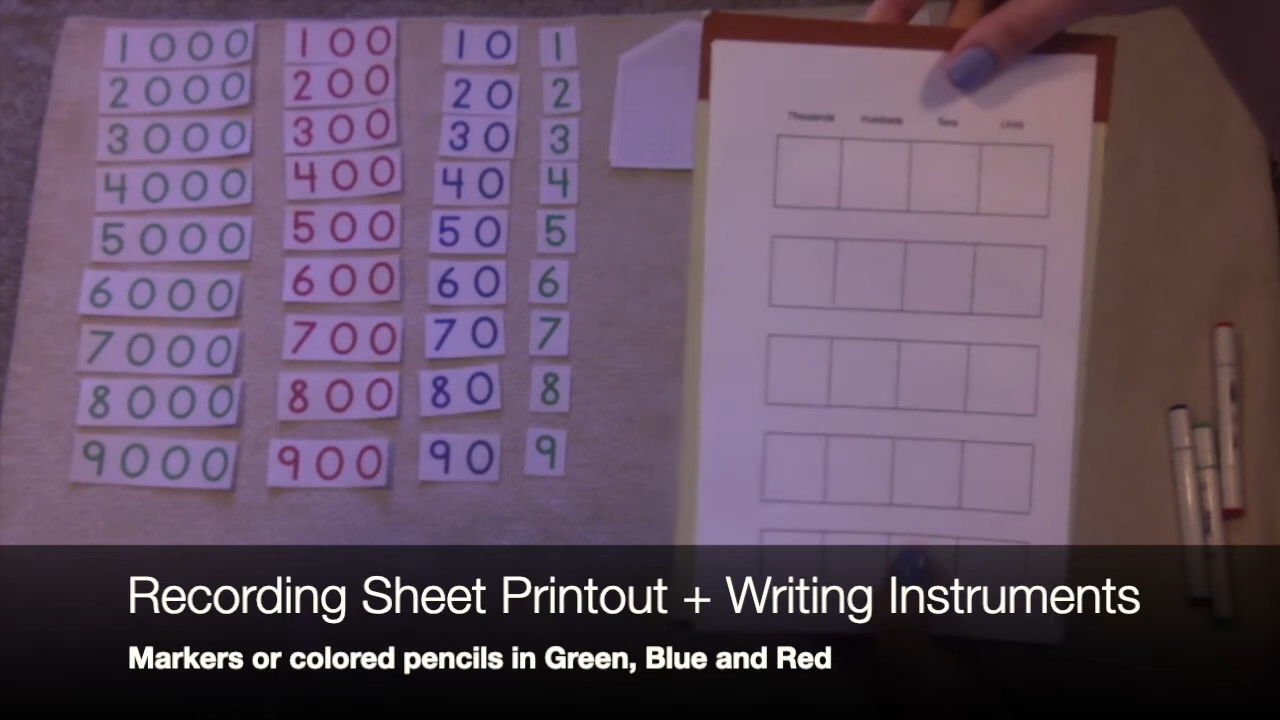 1000 100 10 1
2000 200 20 2
3000 300 30 3
4000 400 40 4
5000 500 50 5
6000 600 60 6
7000 700 70 7
8000 800 80 8
9000 900 90 9
Thousands Hundreds Tens Units
Recording Sheet Printout + Writing Instruments
Markers or colored pencils in Green, Blue and Red